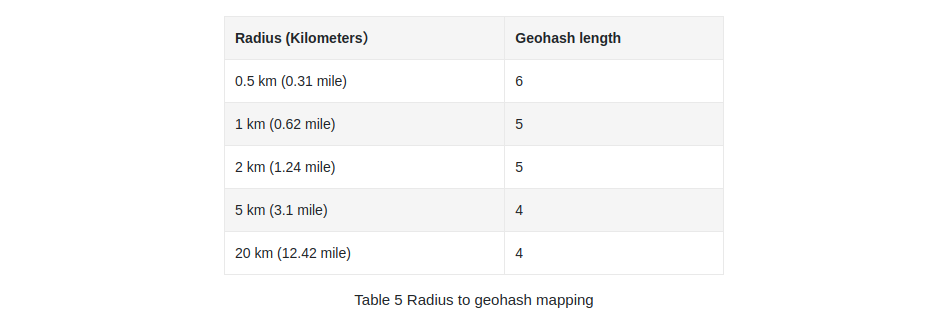 Radius (Kilometers） Geohash length
0.5 km (0.31 mile) 6
1 km (0.62 mile) 5
2 km (1.24 mile) 5
5 km (3.1 mile) 4
20 km (12.42 mile) 4
Table 5 Radius to geohash mapping